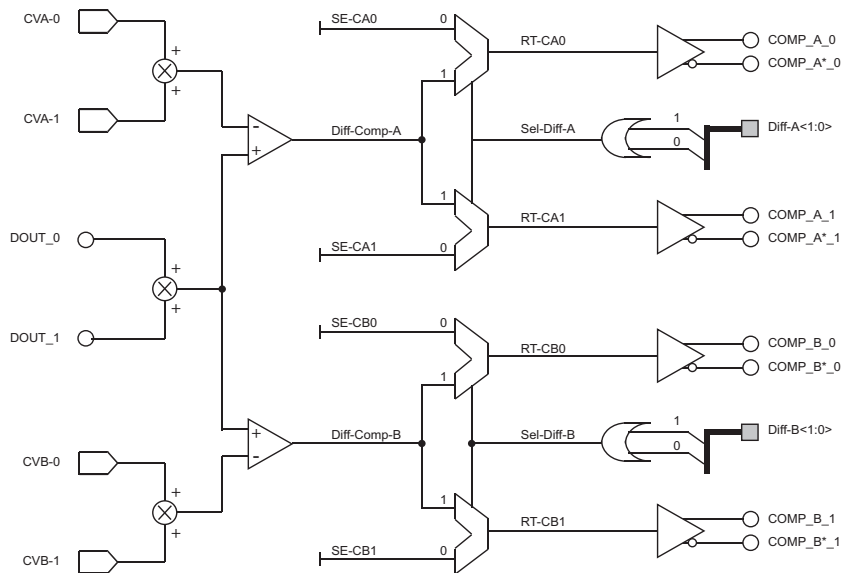 CVA-0
+
+
CVA-1
SE-CA0
0
1
RT-CA0
COMP_A_0
COMP_A*_0
-
+
Diff-Comp-A
Sel-Diff-A
1
0
Diff-A<1:0>
1
0
SE-CA1
RT-CA1
COMP_A_1
COMP_A*_1
DOUT_0
+
+
DOUT_1
SE-CB0
0
1
RT-CB0
COMP_B_0
COMP_B*_0
+
-
Diff-Comp-B
Sel-Diff-B
1
0
Diff-B<1:0>
CVB-0
+
+
CVB-1
1
0
SE-CB1
RT-CB1
COMP_B_1
COMP_B*_1